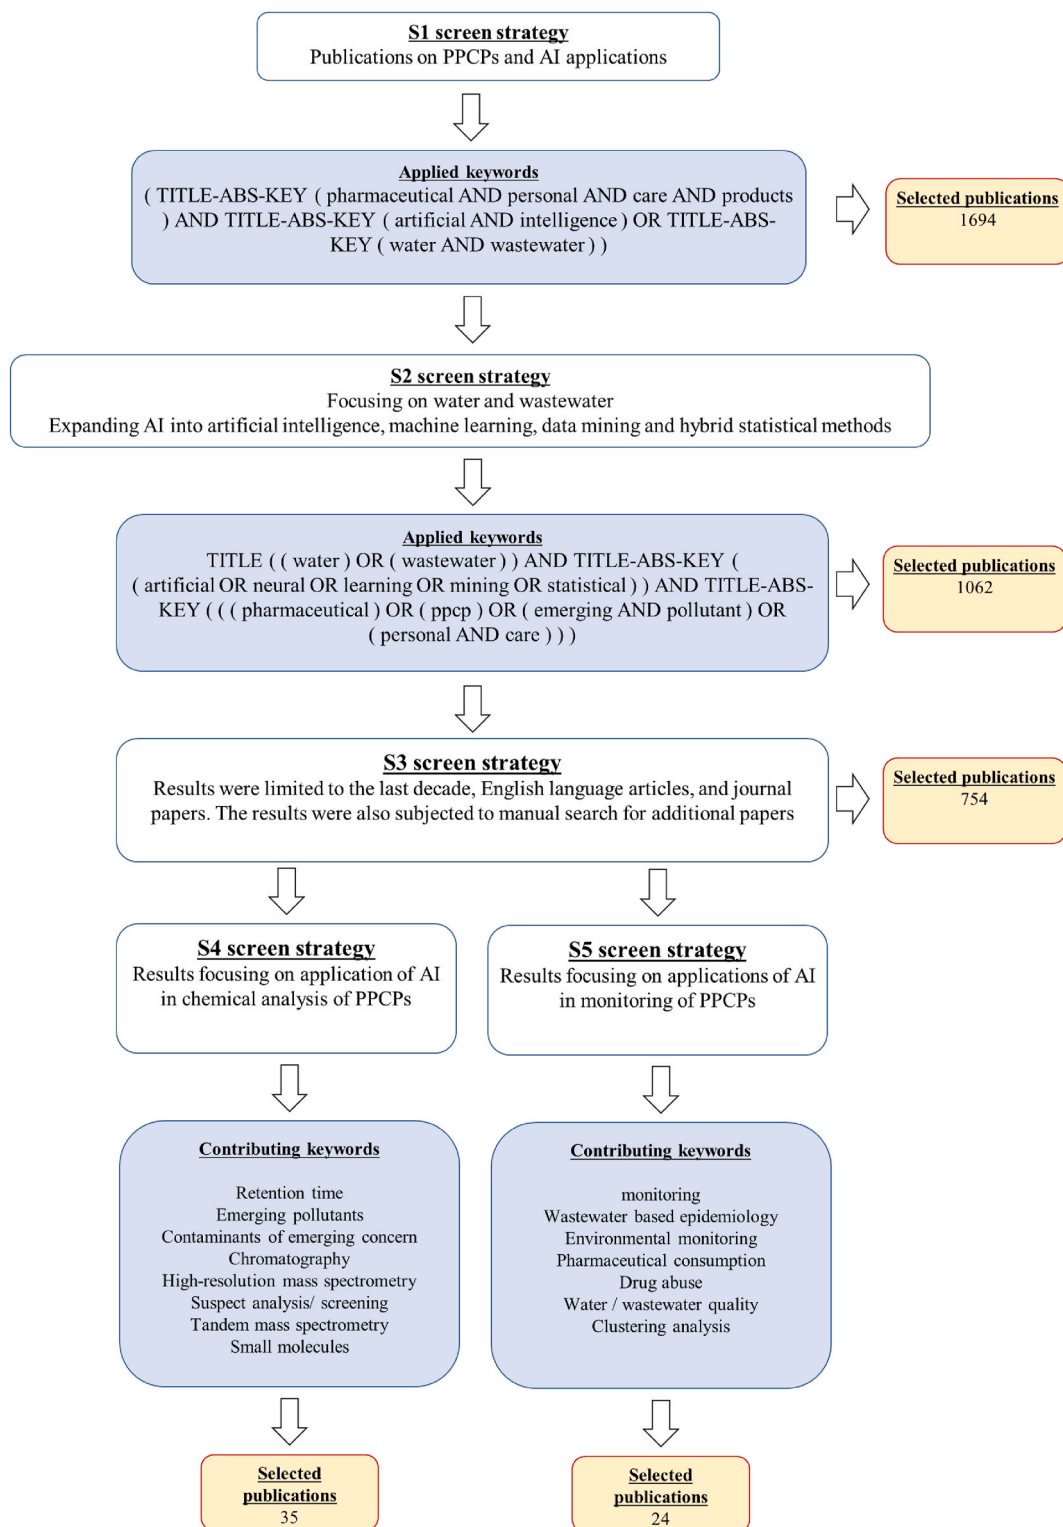 S1 screen strategy
Publications on PPCPs and AI applications
Applied keywords
( TITLE-ABS-KEY ( pharmaceutical AND personal AND care AND products
) AND TITLE-ABS-KEY ( artificial AND intelligence ) OR TITLE-ABS-
KEY ( water AND wastewater ) )
Selected publications
1694
S2 screen strategy
Focusing on water and wastewater
Expanding AI into artificial intelligence, machine learning, data mining and hybrid statistical methods
Applied keywords
TITLE ( ( water ) OR ( wastewater ) ) AND TITLE-ABS-KEY (
( artificial OR neural OR learning OR mining OR statistical ) ) AND TITLE-ABS-
KEY ( ( ( pharmaceutical ) OR ( ppcp ) OR ( emerging AND pollutant ) OR
( personal AND care ) ) )
Selected publications
1062
S3 screen strategy
Results were limited to the last decade, English language articles, and journal
papers. The results were also subjected to manual search for additional papers
Selected publications
754
S4 screen strategy
Results focusing on application of AI
in chemical analysis of PPCPs
S5 screen strategy
Results focusing on applications of AI
in monitoring of PPCPs
Contributing keywords
Retention time
Emerging pollutants
Contaminants of emerging concern
Chromatography
High-resolution mass spectrometry
Suspect analysis/ screening
Tandem mass spectrometry
Small molecules
Contributing keywords
monitoring
Wastewater based epidemiology
Environmental monitoring
Pharmaceutical consumption
Drug abuse
Water / wastewater quality
Clustering analysis
Selected
publications
35
Selected
publications
24